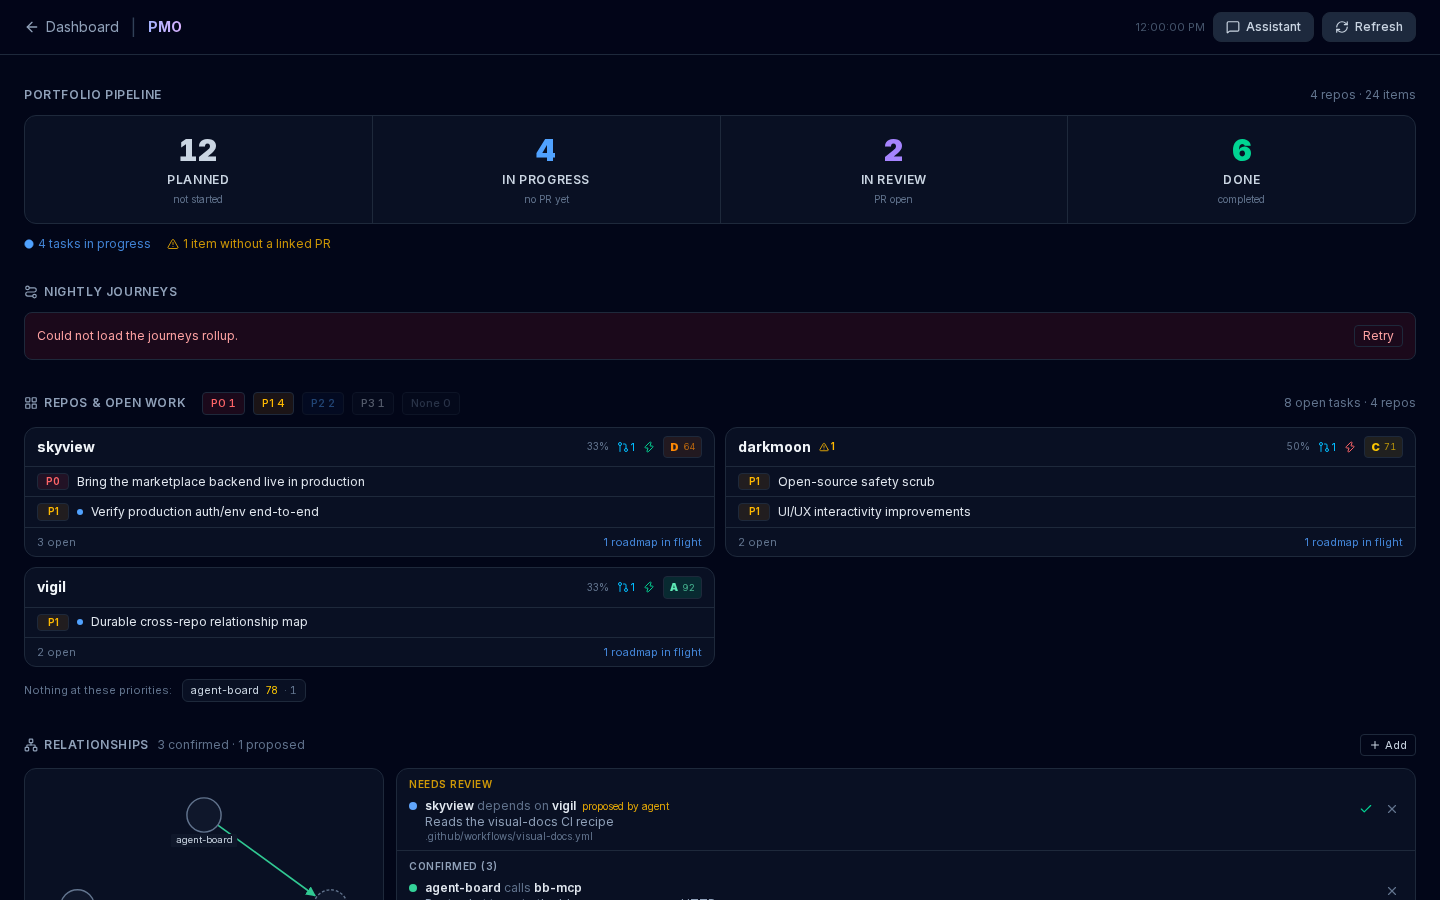 Dashboard | PMO
12:00:00 PM
Assistant
Refresh
PORTFOLIO PIPELINE
4 repos · 24 items
12
PLANNED
not started
4
IN PROGRESS
no PR yet
2
IN REVIEW
PR open
6
DONE
completed
4 tasks in progress
1 item without a linked PR
NIGHTLY JOURNEYS
Could not load the journeys rollup.
Retry
REPOS & OPEN WORK
P0 1
P1 4
P2 2
P3 1
None 0
8 open tasks · 4 repos
skyview
33%
1
D 64
P0 Bring the marketplace backend live in production
P1 Verify production auth/env end-to-end
3 open
1 roadmap in flight
darkmoon
1
50%
1
C 71
P1 Open-source safety scrub
P1 UI/UX interactivity improvements
2 open
1 roadmap in flight
vigil
33%
1
A 92
P1 Durable cross-repo relationship map
2 open
1 roadmap in flight
Nothing at these priorities:
agent-board 78 · 1
RELATIONSHIPS
3 confirmed · 1 proposed
Add
agent-board
NEEDS REVIEW
skyview depends on vigil proposed by agent
Reads the visual-docs CI recipe
.github/workflows/visual-docs.yml
CONFIRMED (3)
agent-board calls bb-mcp